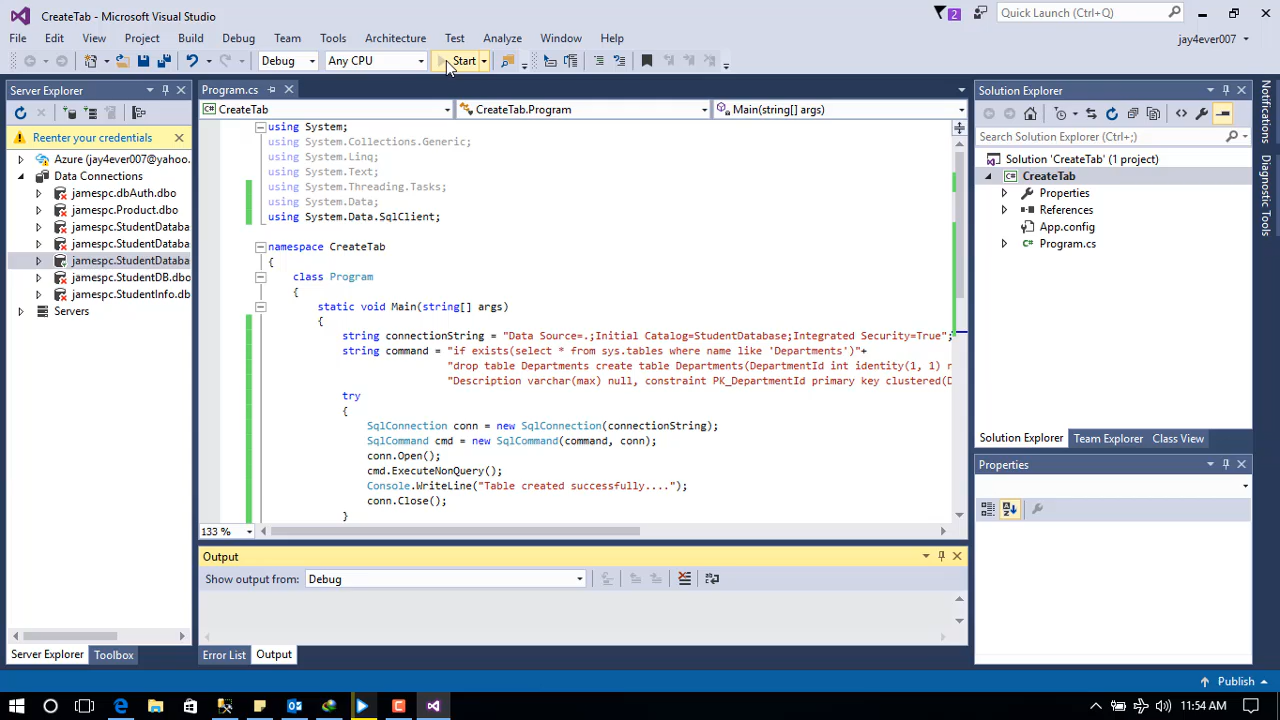 CreateTab - Microsoft Visual Studio
2
Quick Launch (Ctrl+Q)
File Edit View Project Build Debug Team Tools Test Architecture Analyze Window Help
jay4ever007
Debug Any CPU Start
Server Explorer
Reenter your credentials
Azure (jay4ever007@yahoo.
Data Connections
jamespc.dbAuth.dbo
jamespc.Product.dbo
jamespc.StudentDataba
jamespc.StudentDataba
jamespc.StudentDataba
jamespc.StudentDB.dbo
jamespc.StudentInfo.db
Servers
Server Explorer Toolbox
Program.cs
CreateTab CreateTab.Program Main(string[] args)
using System;
using System.Collections.Generic;
using System.Linq;
using System.Text;
using System.Threading.Tasks;
using System.Data;
using System.Data.SqlClient;
namespace CreateTab
{
class Program
{
static void Main(string[] args)
{
string connectionString = "Data Source=.;Initial Catalog=StudentDatabase;Integrated Security=True";
string command = "if exists(select * from sys.tables where name like 'Departments')"+
"drop table Departments create table Departments(DepartmentId int identity(1, 1) n
"Description varchar(max) null, constraint PK_DepartmentId primary key clustered(D
try
{
SqlConnection conn = new SqlConnection(connectionString);
SqlCommand cmd = new SqlCommand(command, conn);
conn.Open();
cmd.ExecuteNonQuery();
Console.WriteLine("Table created successfully....");
conn.Close();
}
133 %
Output
Show output from: Debug
Error List Output
Solution Explorer
Search Solution Explorer (Ctrl+;)
Solution 'CreateTab' (1 project)
CreateTab
Properties
References
App.config
Program.cs
Solution Explorer Team Explorer Class View
Properties
Notifications
Diagnostic Tools
Publish
11:54 AM